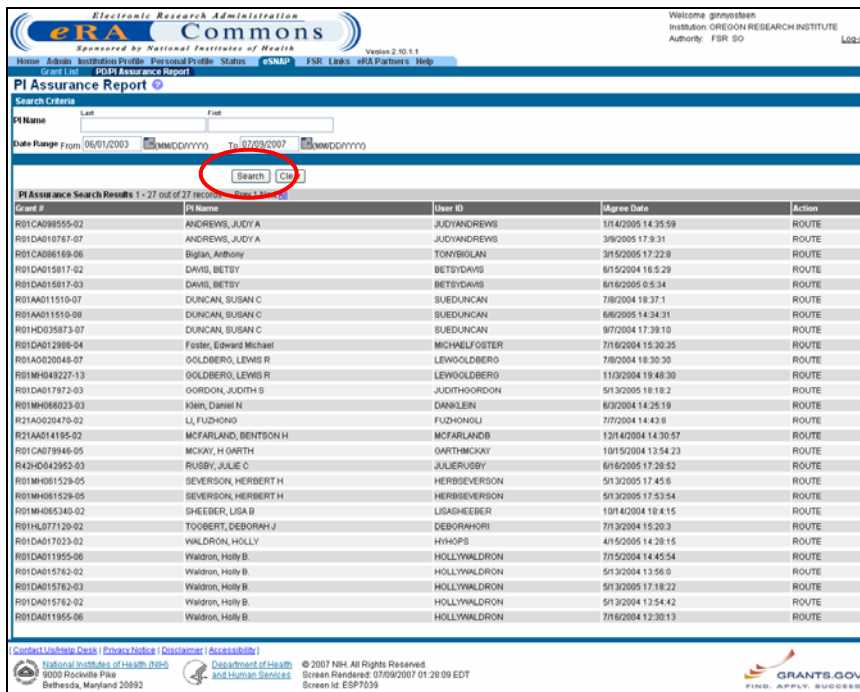 Electronic Research Administration
eRA Commons
Sponsored by National Institutes of Health
Version 2.10.1.1
Welcome ginnyosteen
Institution: OREGON RESEARCH INSTITUTE
Authority: FSR SO
Home Admin Institution Profile Personal Profile Status eSNAP FSR Links eRA Partners Help
Grant List PD/PI Assurance Report
PI Assurance Report
Search Criteria
Last First
PI Name
Date Range From 06/01/2003 (MM/DD/YYYY) To 07/09/2007 (MM/DD/YYYY)
Search Clear
PI Assurance Search Results 1 - 27 out of 27 records Prev 1 Next All
Grant # PI Name User ID IAgree Date Action
R01CA098555-02 ANDREWS, JUDY A JUDYANDREWS 1/14/2005 14:35:59 ROUTE
R01DA010767-07 ANDREWS, JUDY A JUDYANDREWS 3/9/2005 17:9:31 ROUTE
R01CA086169-06 Biglan, Anthony TONYBIGLAN 3/15/2005 17:22:8 ROUTE
R01DA015817-02 DAVIS, BETSY BETSYDAVIS 6/15/2004 16:5:29 ROUTE
R01DA015817-03 DAVIS, BETSY BETSYDAVIS 6/16/2005 0:5:34 ROUTE
R01AA011510-07 DUNCAN, SUSAN C SUEDUNCAN 7/8/2004 18:37:1 ROUTE
R01AA011510-08 DUNCAN, SUSAN C SUEDUNCAN 6/6/2005 14:34:31 ROUTE
R01HD035873-07 DUNCAN, SUSAN C SUEDUNCAN 9/7/2004 17:39:10 ROUTE
R01DA012986-04 Foster, Edward Michael MICHAELFOSTER 7/16/2004 15:30:35 ROUTE
R01AG020048-07 GOLDBERG, LEWIS R LEWGOLDBERG 7/8/2004 18:30:30 ROUTE
R01MH049227-13 GOLDBERG, LEWIS R LEWGOLDBERG 11/3/2004 19:48:30 ROUTE
R01DA017972-03 GORDON, JUDITH S JUDITHGORDON 5/13/2005 18:18:2 ROUTE
R01MH066023-03 Klein, Daniel N DANKLEIN 6/3/2004 14:25:19 ROUTE
R21AG020470-02 LI, FUZHONG FUZHONGLI 7/7/2004 14:43:8 ROUTE
R21AA014195-02 MCFARLAND, BENTSON H MCFARLANDB 12/14/2004 14:30:57 ROUTE
R01CA079946-05 MCKAY, H GARTH GARTHMCKAY 10/15/2004 13:54:23 ROUTE
R42HD042952-03 RUSBY, JULIE C JULIERUSBY 6/16/2005 17:28:52 ROUTE
R01MH061529-05 SEVERSON, HERBERT H HERBSEVERSON 5/13/2005 17:45:6 ROUTE
R01MH061529-05 SEVERSON, HERBERT H HERBSEVERSON 5/13/2005 17:53:54 ROUTE
R01MH065340-02 SHEEBER, LISA B LISASHEEBER 10/14/2004 18:4:15 ROUTE
R01HL077120-02 TOOBERT, DEBORAH J DEBORAHORI 7/13/2004 15:20:3 ROUTE
R01DA017023-02 WALDRON, HOLLY HYHOPS 4/15/2005 14:28:15 ROUTE
R01DA011955-06 Waldron, Holly B. HOLLYWALDRON 7/15/2004 14:45:54 ROUTE
R01DA015762-02 Waldron, Holly B. HOLLYWALDRON 5/13/2004 13:56:0 ROUTE
R01DA015762-03 Waldron, Holly B. HOLLYWALDRON 5/13/2005 17:18:22 ROUTE
R01DA015762-02 Waldron, Holly B. HOLLYWALDRON 5/13/2004 13:54:42 ROUTE
R01DA011955-06 Waldron, Holly B. HOLLYWALDRON 7/16/2004 12:30:13 ROUTE
[ Contact Us/Help Desk | Privacy Notice | Disclaimer | Accessibility ]
National Institutes of Health (NIH)
9000 Rockville Pike
Bethesda, Maryland 20892
Department of Health
and Human Services
© 2007 NIH. All Rights Reserved.
Screen Rendered: 07/09/2007 01:28:09 EDT
Screen Id: ESP7039
GRANTS.GOV
FIND. APPLY. SUCCEED